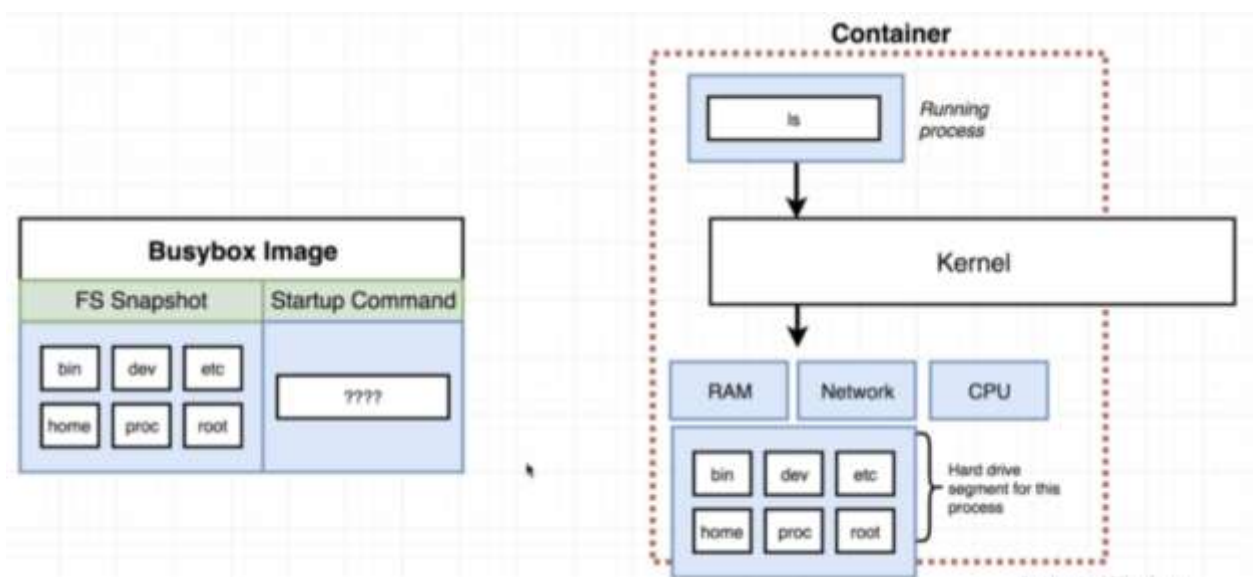 Container
ls
Running
process
Kernel
Busybox Image
FS Snapshot Startup Command
bin dev etc
????
home proc root
RAM Network CPU
bin dev etc
home proc root
Hard drive
segment for this
process